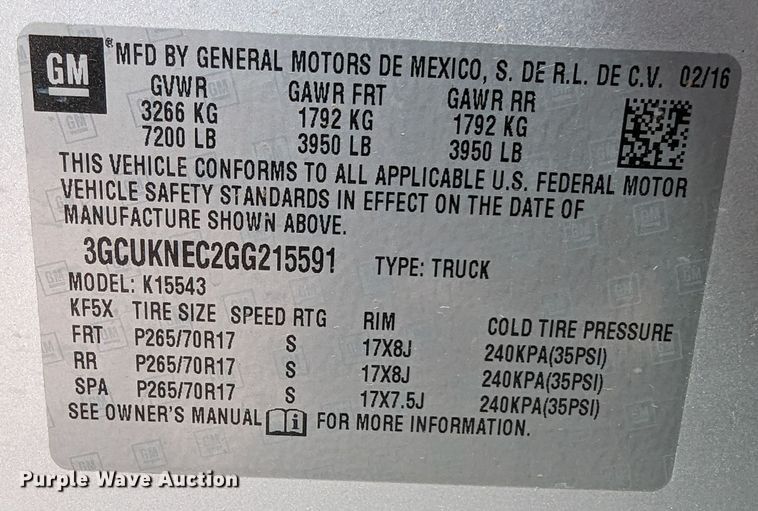 GM MFD BY GENERAL MOTORS DE MEXICO, S. DE R.L. DE C.V. 02/16
GVWR GAWR FRT GAWR RR
3266 KG 1792 KG 1792 KG
7200 LB 3950 LB 3950 LB
THIS VEHICLE CONFORMS TO ALL APPLICABLE U.S. FEDERAL MOTOR
VEHICLE SAFETY STANDARDS IN EFFECT ON THE DATE OF
MANUFACTURE SHOWN ABOVE.
3GCUKNEC2GG215591 TYPE: TRUCK
MODEL: K15543
KF5X TIRE SIZE SPEED RTG RIM COLD TIRE PRESSURE
FRT P265/70R17 S 17X8J 240KPA(35PSI)
RR P265/70R17 S 17X8J 240KPA(35PSI)
SPA P265/70R17 S 17X7.5J 240KPA(35PSI)
SEE OWNER'S MANUAL FOR MORE INFORMATION.
Purple Wave Auction